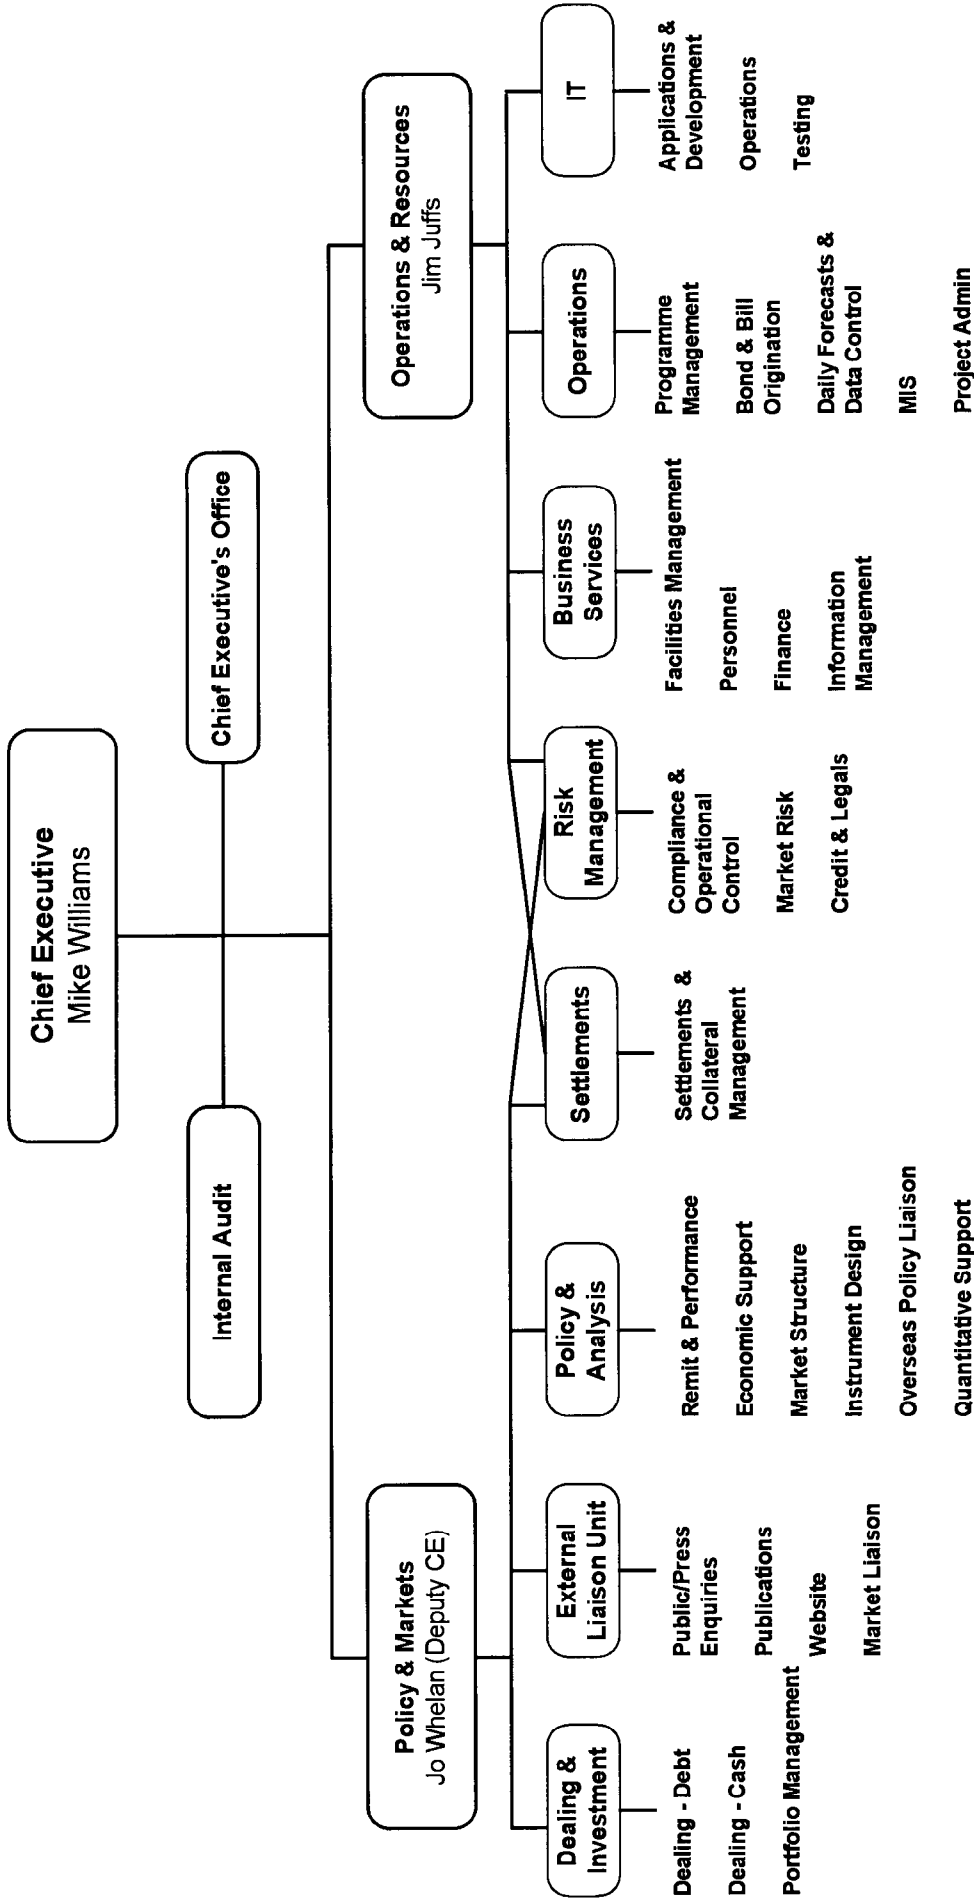 Chief Executive
Mike Williams
Internal Audit
Chief Executive's Office
Policy & Markets
Jo Whelan (Deputy CE)
Operations & Resources
Jim Juffs
Dealing &
Investment
Dealing - Debt
Dealing - Cash
Portfolio Management
External
Liaison Unit
Public/Press
Enquiries
Publications
Website
Market Liaison
Policy &
Analysis
Remit & Performance
Economic Support
Market Structure
Instrument Design
Overseas Policy Liaison
Quantitative Support
Settlements
Settlements &
Collateral
Management
Risk
Management
Compliance &
Operational
Control
Market Risk
Credit & Legals
Business
Services
Facilities Management
Personnel
Finance
Information
Management
Operations
Programme
Management
Bond & Bill
Origination
Daily Forecasts &
Data Control
MIS
Project Admin
IT
Applications &
Development
Operations
Testing